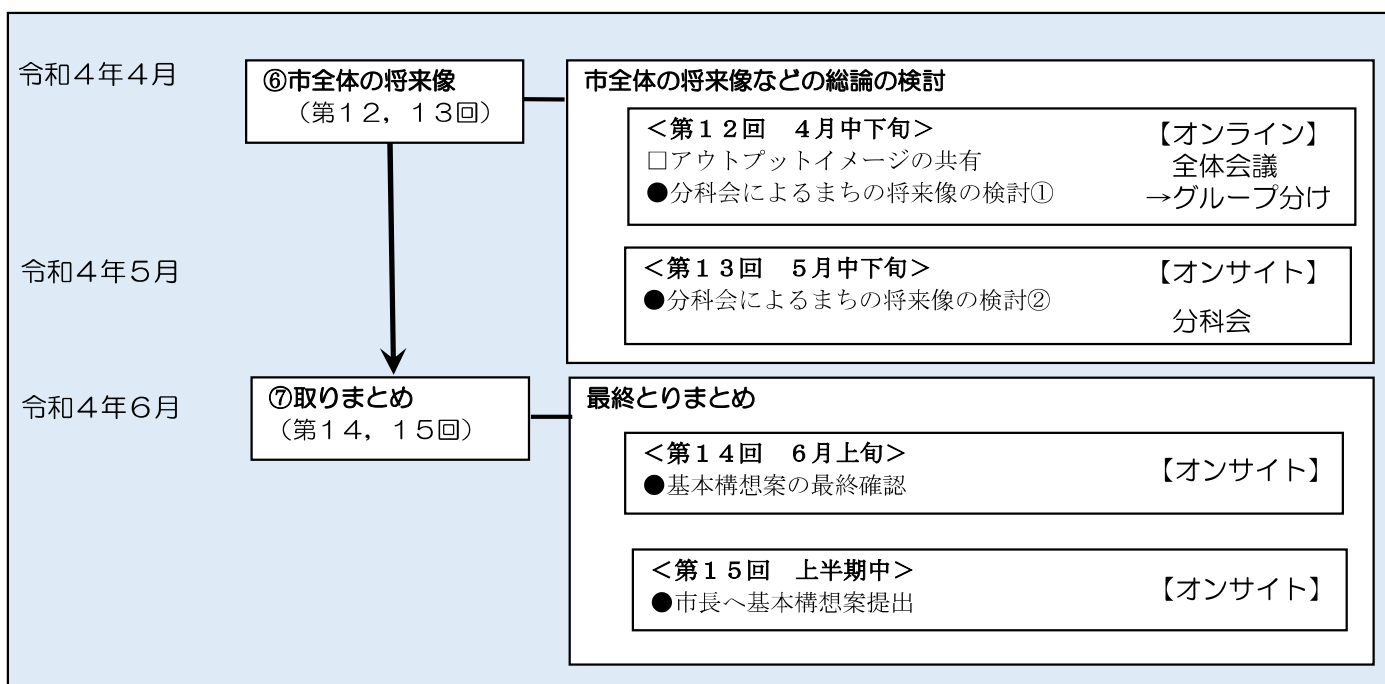 令和４年４月
⑥市全体の将来像
（第１２，１３回）
市全体の将来像などの総論の検討
＜第１２回　４月中下旬＞
【オンライン】
□アウトプットイメージの共有
全体会議
●分科会によるまちの将来像の検討①
→グループ分け
令和４年５月
＜第１３回　５月中下旬＞
【オンサイト】
●分科会によるまちの将来像の検討②
分科会
令和４年６月
⑦取りまとめ
（第１４，１５回）
最終とりまとめ
＜第１４回　６月上旬＞
【オンサイト】
●基本構想案の最終確認
＜第１５回　上半期中＞
【オンサイト】
●市長へ基本構想案提出